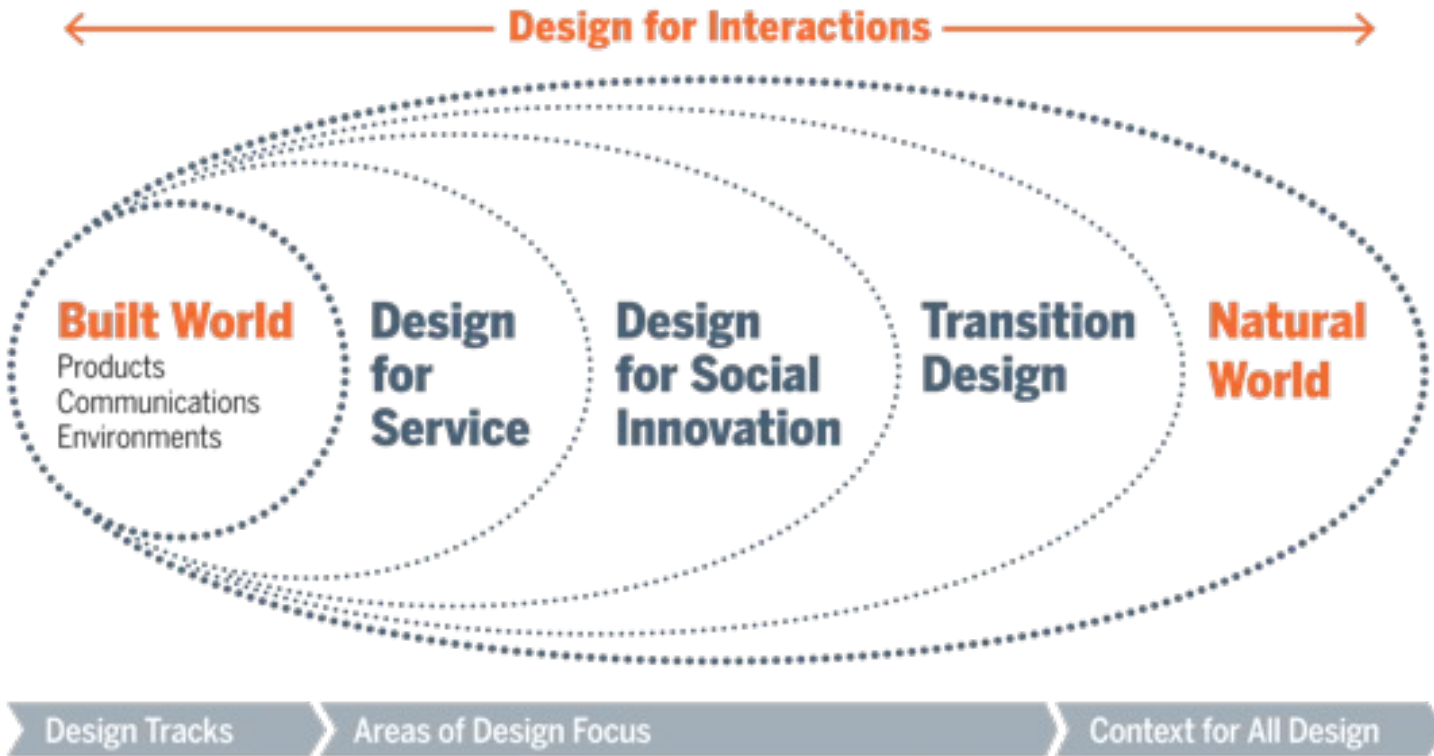 Design for Interactions
Built World
Products
Communications
Environments
Design
for
Service
Design
for Social
Innovation
Transition
Design
Natural
World
Design Tracks
Areas of Design Focus
Context for All Design